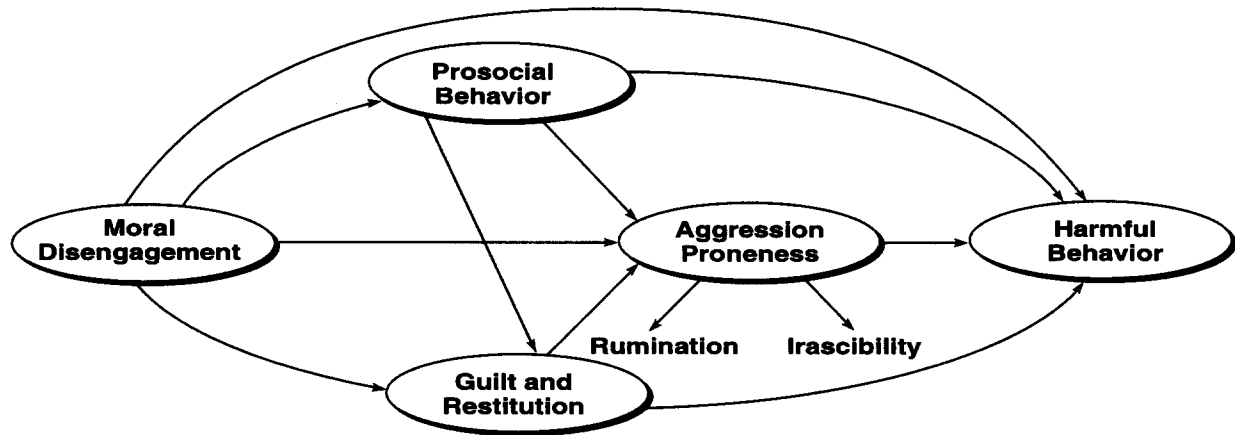 Prosocial
Behavior
Moral
Disengagement
Aggression
Proneness
Harmful
Behavior
Rumination
Irascibility
Guilt and
Restitution